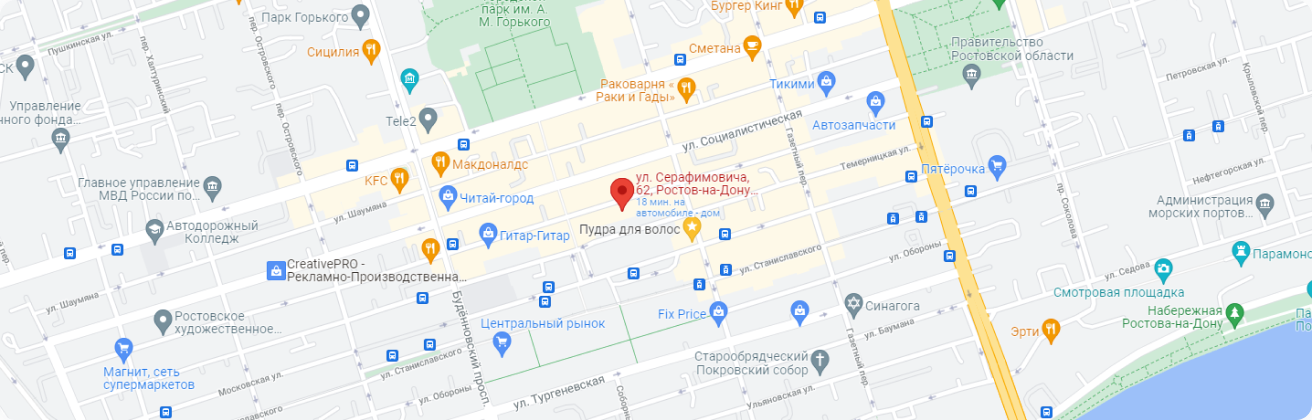 Городской
парк им. А.
М. Горького
Бургер Кинг
Парк Горького
Пушкинская ул.
пер. Халтуринский
пер. Островского
Сицилия
Сметана
Правительство
Ростовской области
Петровская ул.
Крыловской пер.
СК
Управление
нного фонда...
пер. Островского
Раковарня «
Раки и Гады»
Тикими
Автозапчасти
Tele2
ул. Социалистическая
Газетный пер.
Темерницкая ул.
Макдоналдс
KFC
Пятёрочка
Нефтегорская ул.
Главное управление
МВД России по...
Читай-город
ул. Серафимовича,
62, Ростов-на-Дону...
18 мин. на
автомобиле - дом
ул. Шаумяна
Администрация
морских портов...
Автодорожный
Колледж
Гитар-Гитар
Пудра для волос
пр. Соколова
CreativePRO -
Рекламно-Производственна...
ул. Станиславского
ул. Обороны
ул. Седова
Парамоно
Смотровая площадка
ул. Шаумяна
Будённовский просп.
Ростовское
художественное...
Центральный рынок
Fix Price
Синагога
ул. Баумана
Набережная
Ростова-на-Дону
Эрти
Магнит, сеть
супермаркетов
ул. Станиславского
Московская ул.
Старообрядческий
Покровский собор
Газетный пер.
ул. Обороны
ул. Тургеневская
Ульяновская ул.